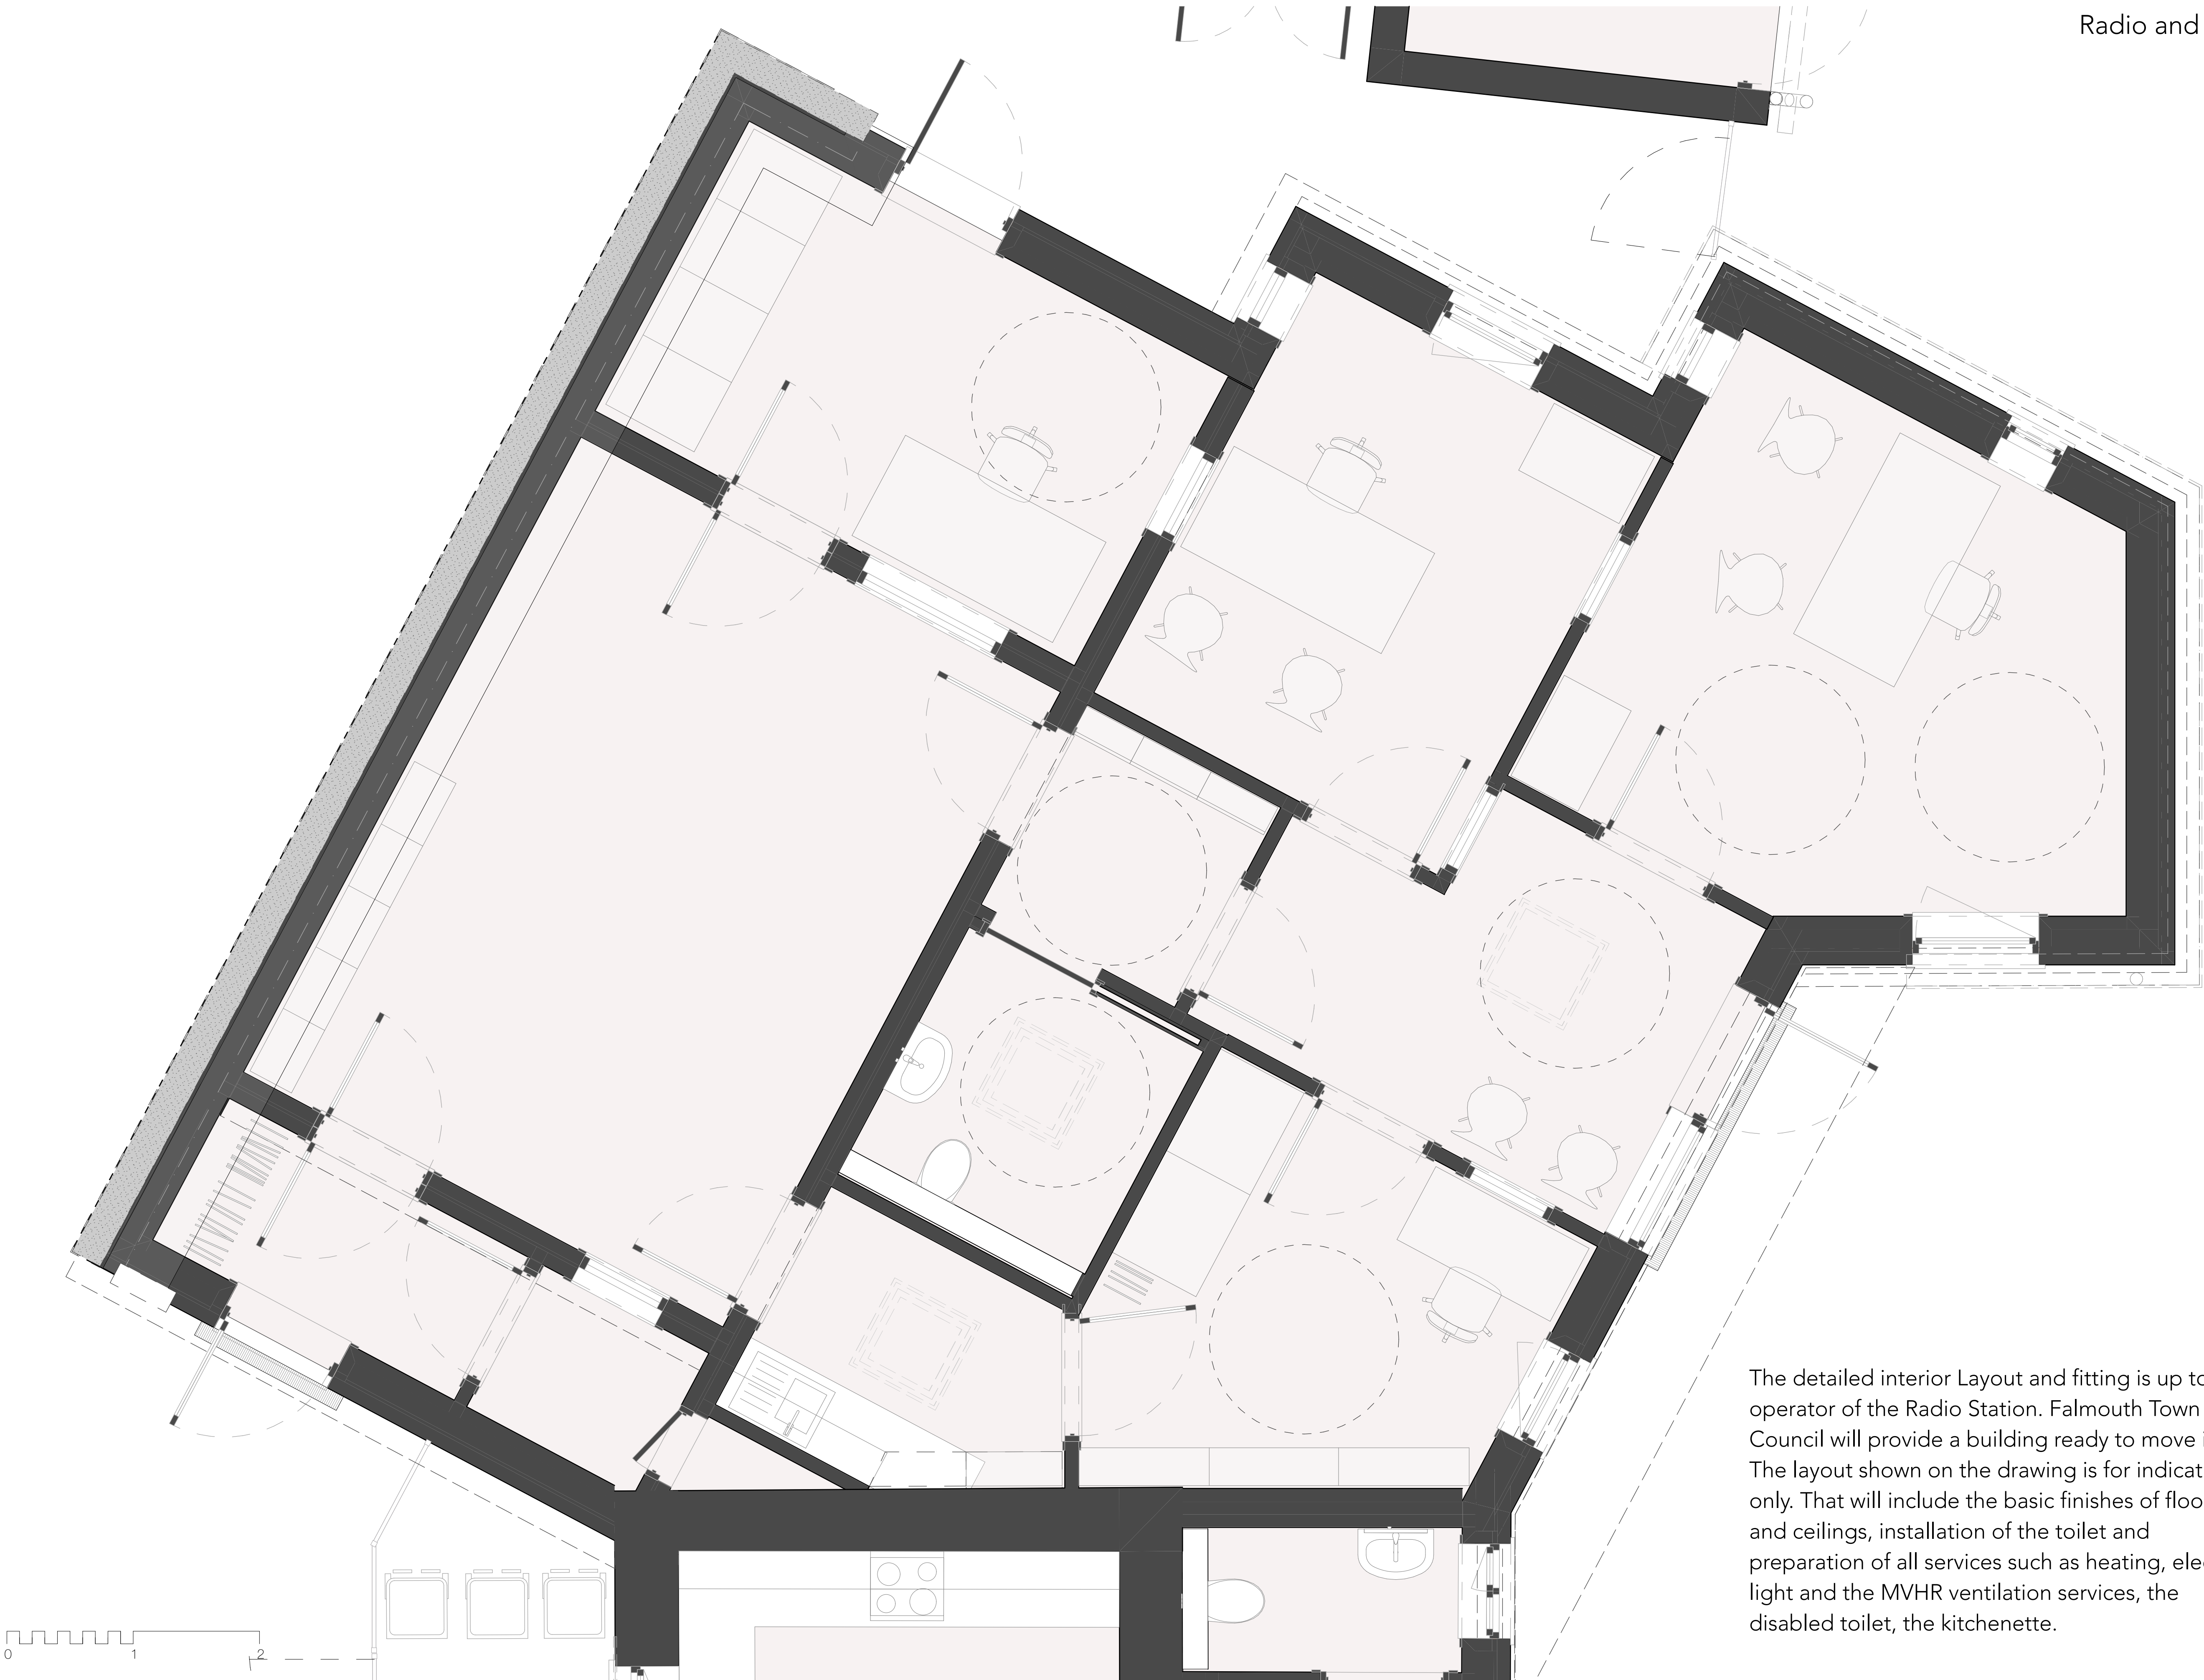 Radio and
The detailed interior Layout and fitting is up to
operator of the Radio Station. Falmouth Town
Council will provide a building ready to move
The layout shown on the drawing is for
only. That will include the basic finishes of
and ceilings, installation of the toilet and
preparation of all services such as heating,
light and the MVHR ventilation services, the
disabled toilet, the kitchenette.
0 1 2